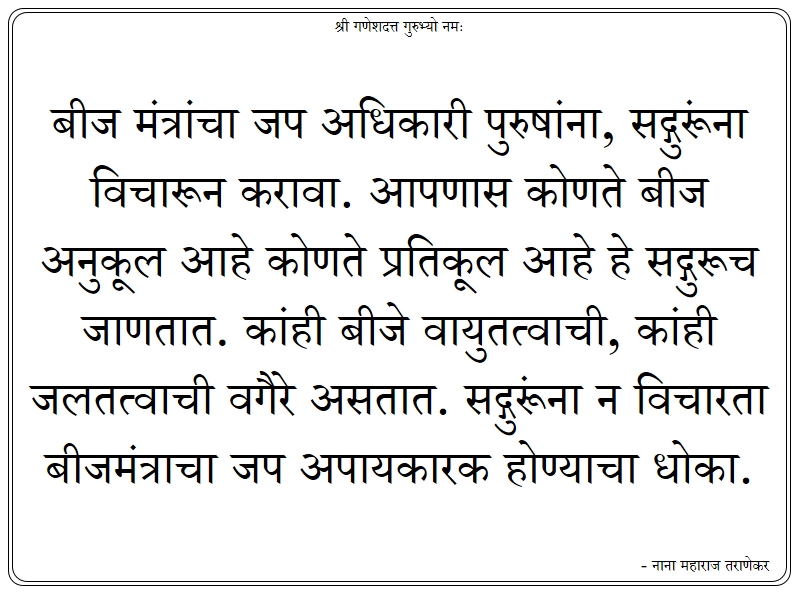 श्री गणेशदत्त गुरुभ्यो नमः
बीज मंत्रांचा जप अधिकारी पुरुषांना, सद्गुरूंना
विचारून करावा. आपणास कोणते बीज
अनुकूल आहे कोणते प्रतिकूल आहे हे सद्गुरूच
जाणतात. कांही बीजे वायुतत्वाची, कांही
जलतत्वाची वगैरे असतात. सद्गुरूंना न विचारता
बीजमंत्राचा जप अपायकारक होण्याचा धोका.
- नाना महाराज तराणेकर